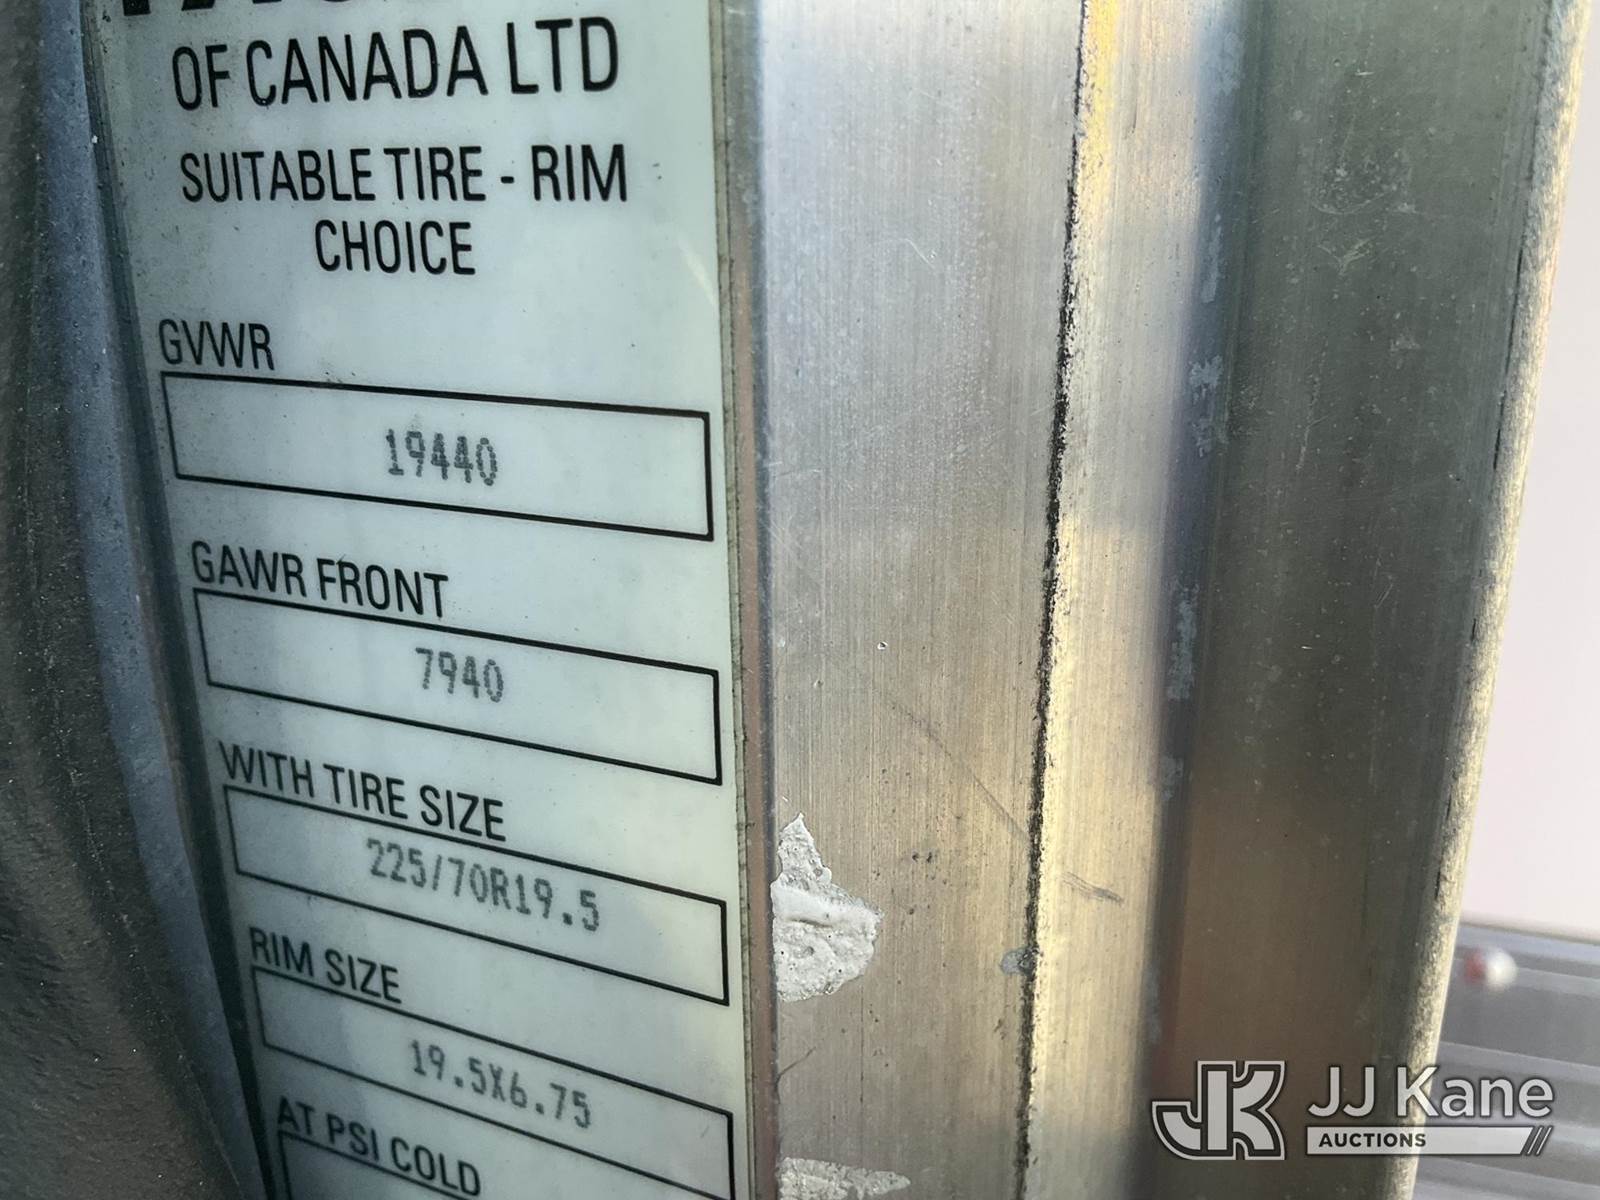 OF CANADA LTD
SUITABLE TIRE - RIM
CHOICE
GVWR
19440
GAWR FRONT
7940
WITH TIRE SIZE
225/70R19.5
RIM SIZE
19.5X6.75
AT PSI COLD
JK JJ Kane
AUCTIONS